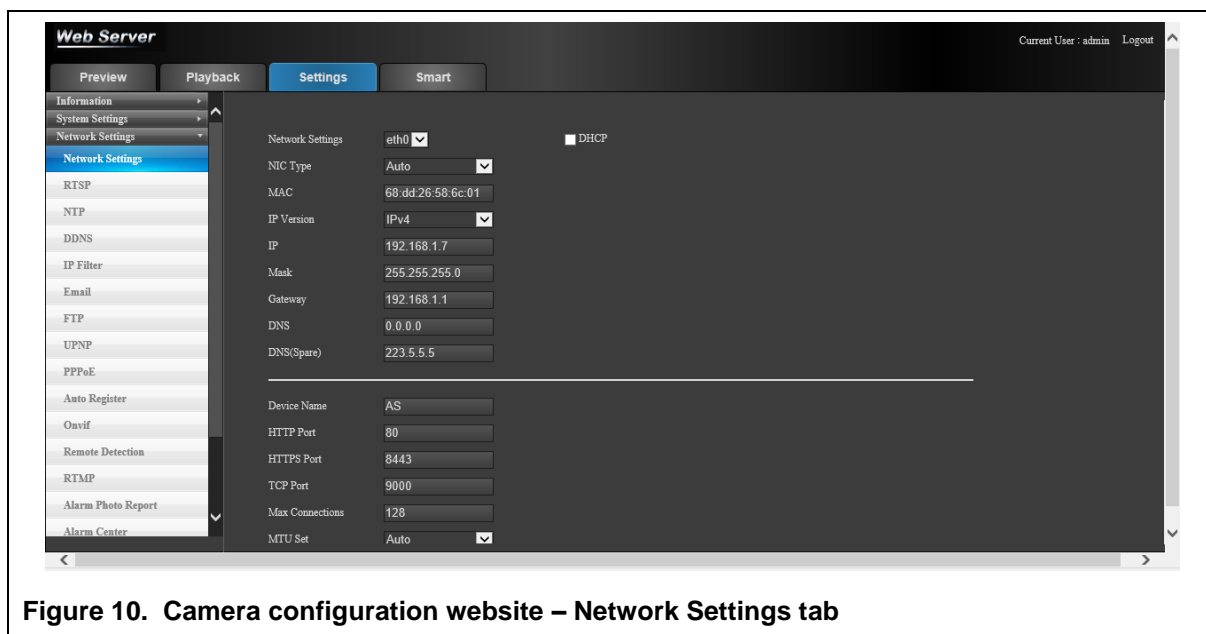 Web Server
Current User : admin Logout
Preview Playback Settings Smart
Information
System Settings
Network Settings
Network Settings
RTSP
NTP
DDNS
IP Filter
Email
FTP
UPNP
PPPoE
Auto Register
Onvif
Remote Detection
RTMP
Alarm Photo Report
Alarm Center
Network Settings eth0 DHCP
NIC Type Auto
MAC 68:dd:26:58:6c:01
IP Version IPv4
IP 192.168.1.7
Mask 255.255.255.0
Gateway 192.168.1.1
DNS 0.0.0.0
DNS(Spare) 223.5.5.5
Device Name AS
HTTP Port 80
HTTPS Port 8443
TCP Port 9000
Max Connections 128
MTU Set Auto
Figure 10. Camera configuration website – Network Settings tab